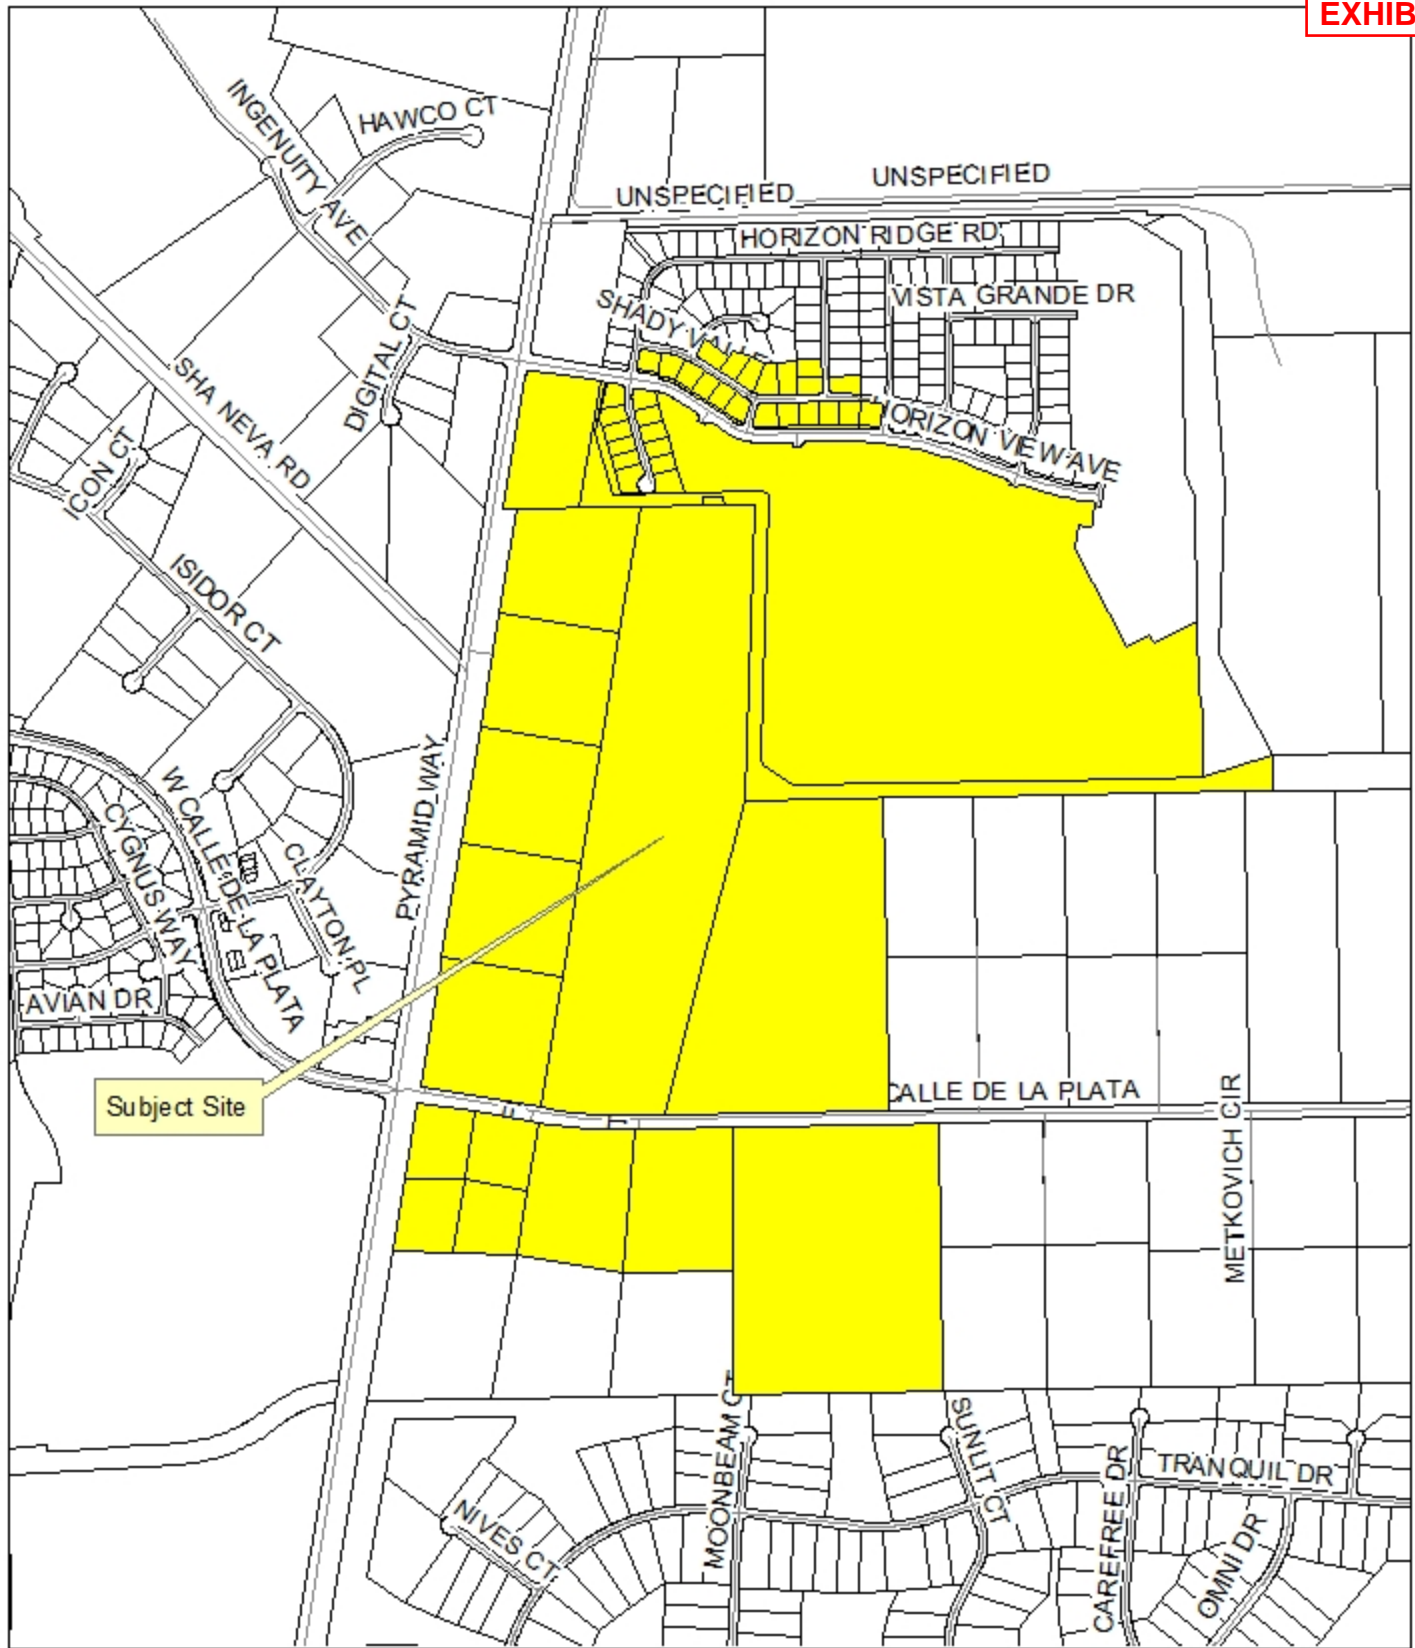 EXHIB
HAWCO CT
INGENUITY AVE
UNSPECIFIED
UNSPECIFIED
HORIZON RIDGE RD
VISTA GRANDE DR
DIGITAL CT
SHA NEVA RD
HORIZON VIEW AVE
ICON CT
ISIDOR CT
PYRAMID WAY
W CALLE DE LA PLATA
CYGNUS WAY
CLAYTON PL
AVIAN DR
Subject Site
CALLE DE LA PLATA
METKOVICH CIR
MOONBEAM CT
SUNLIT CT
TRANQUIL DR
CAREFREE DR
NIVES CT
OMNI DR
SHADY